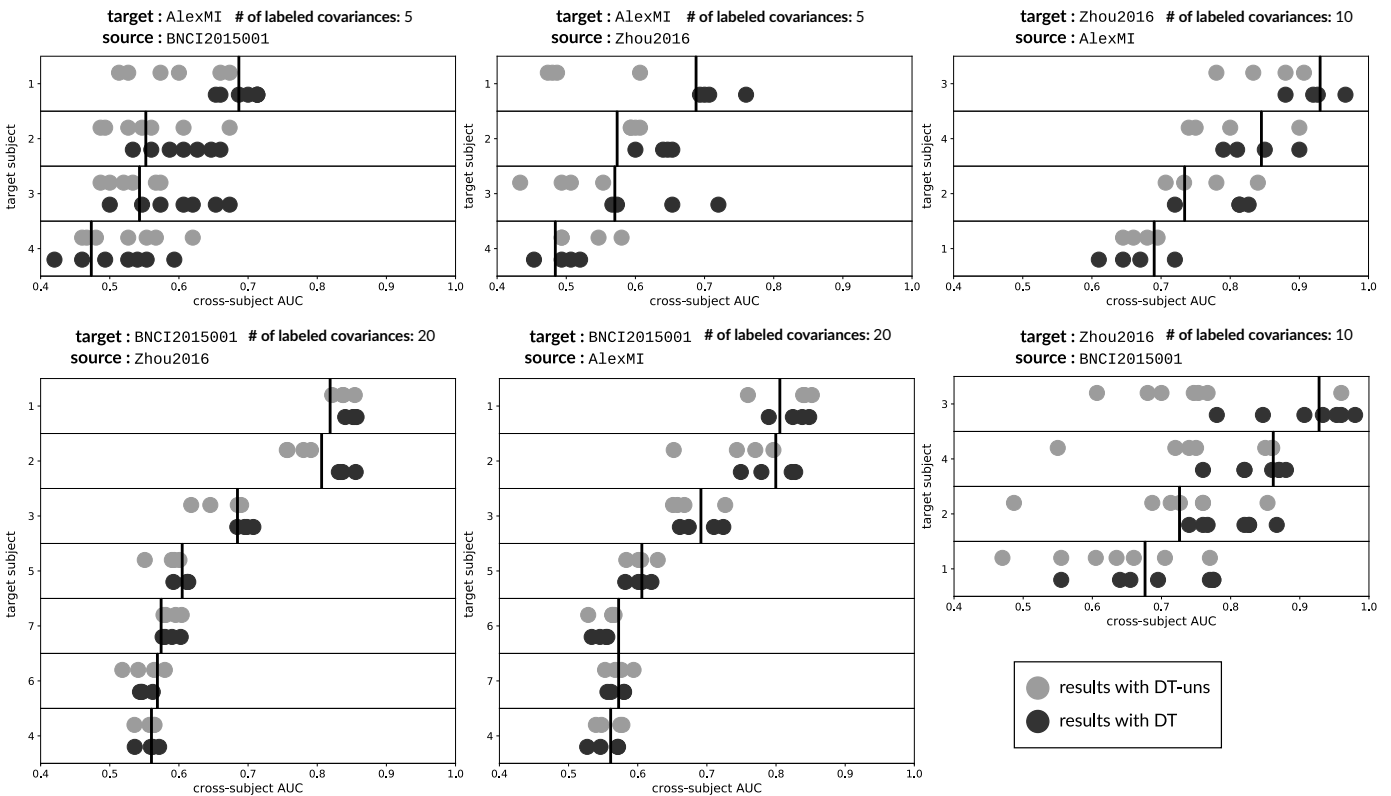 target : AlexMI # of labeled covariances: 5
source : BNCI2015001
target subject
1
2
3
4
0.4 0.5 0.6 0.7 0.8 0.9 1.0
cross-subject AUC
target : AlexMI # of labeled covariances: 5
source : Zhou2016
1
2
3
4
0.4 0.5 0.6 0.7 0.8 0.9 1.0
cross-subject AUC
target subject
target : Zhou2016 # of labeled covariances: 10
source : AlexMI
target subject
3
4
2
1
0.4 0.5 0.6 0.7 0.8 0.9 1.0
cross-subject AUC
target : BNCI2015001 # of labeled covariances: 20
source : Zhou2016
target subject
1
2
3
5
7
6
4
0.4 0.5 0.6 0.7 0.8 0.9 1.0
cross-subject AUC
target : BNCI2015001 # of labeled covariances: 20
source : AlexMI
target subject
1
2
3
5
6
7
4
0.4 0.5 0.6 0.7 0.8 0.9 1.0
cross-subject AUC
target : Zhou2016 # of labeled covariances: 10
source : BNCI2015001
target subject
3
4
2
1
0.4 0.5 0.6 0.7 0.8 0.9 1.0
cross-subject AUC
results with DT-uns
results with DT